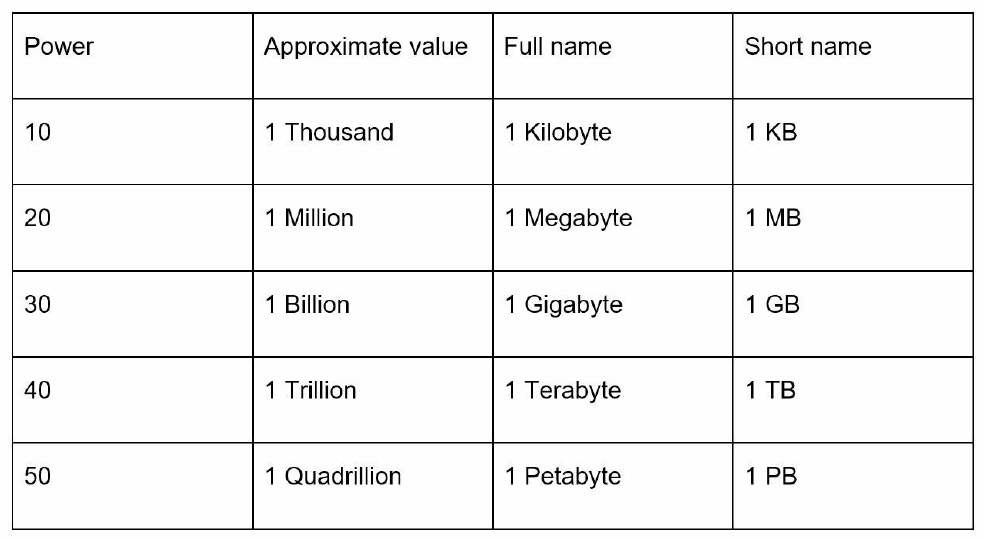 Power Approximate value Full name Short name
10 1 Thousand 1 Kilobyte 1 KB
20 1 Million 1 Megabyte 1 MB
30 1 Billion 1 Gigabyte 1 GB
40 1 Trillion 1 Terabyte 1 TB
50 1 Quadrillion 1 Petabyte 1 PB